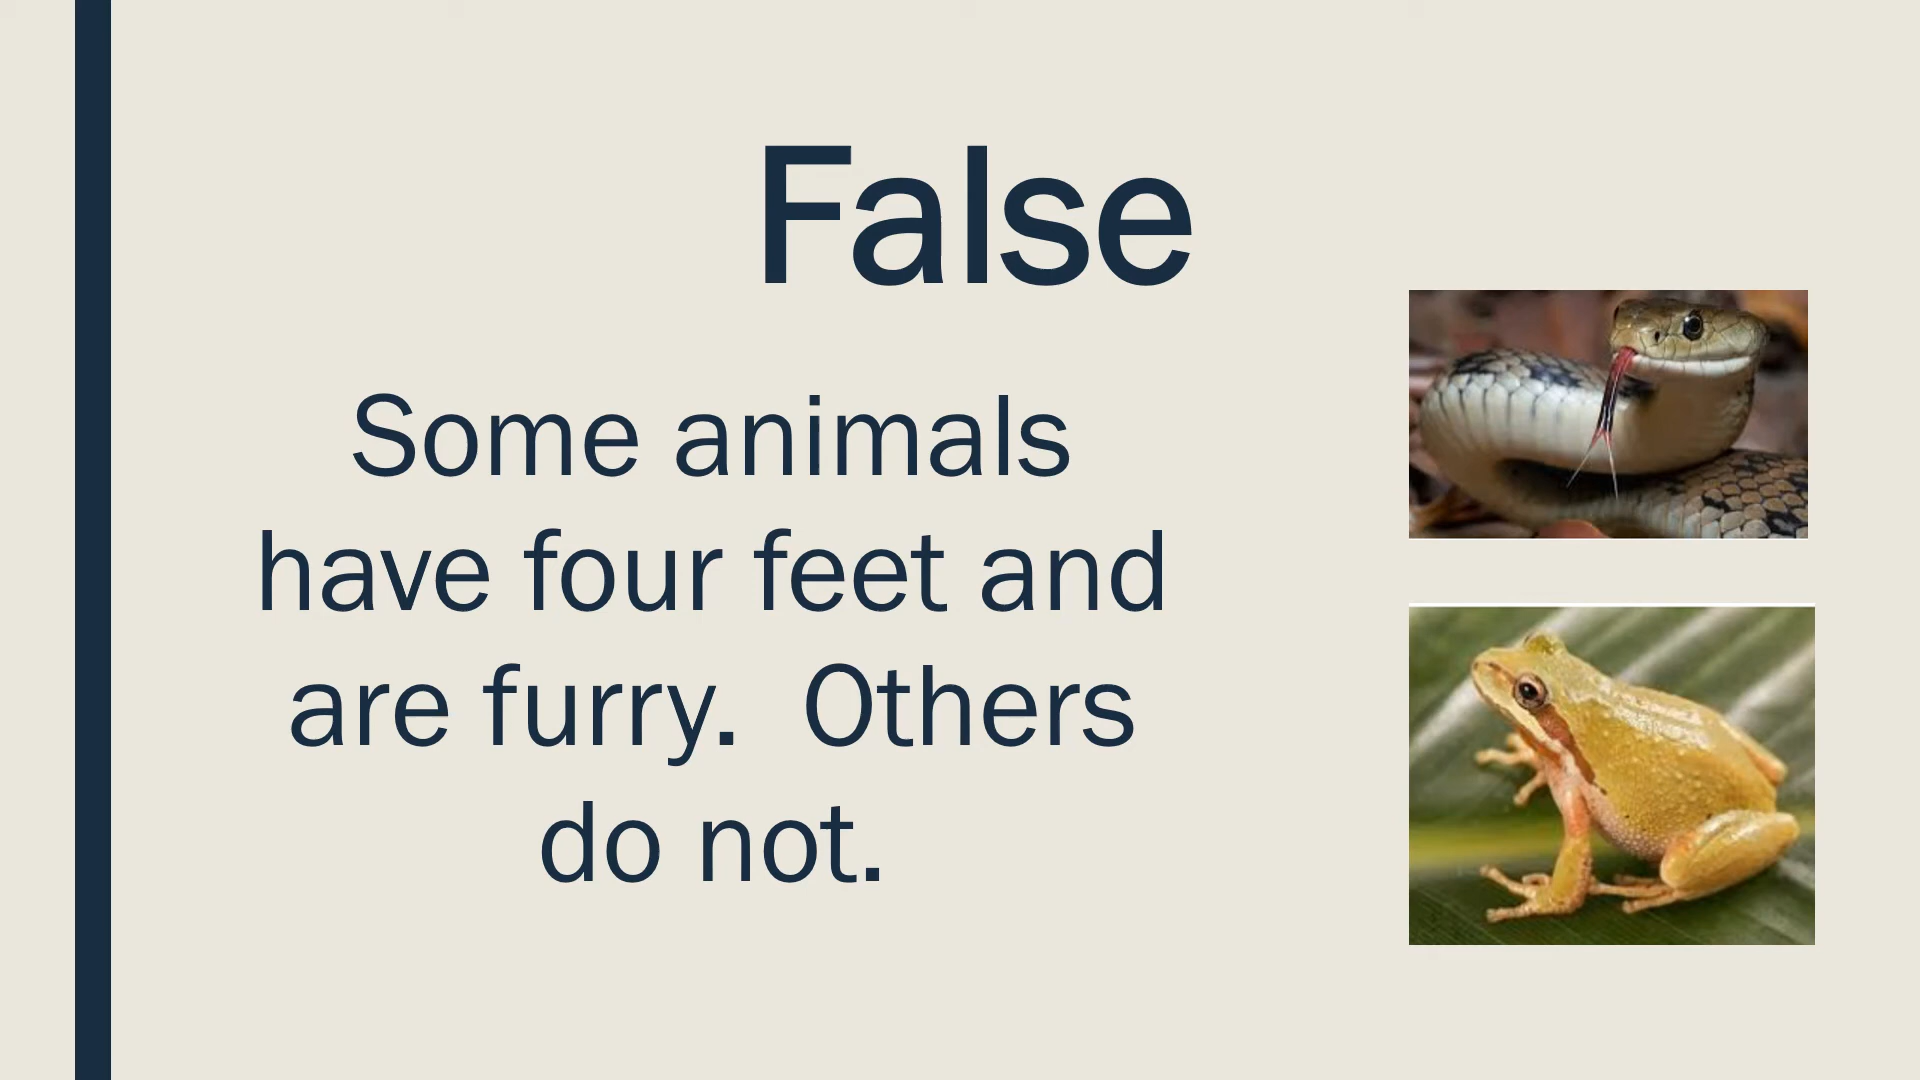 False
Some animals
have four feet and
are furry.  Others
do not.